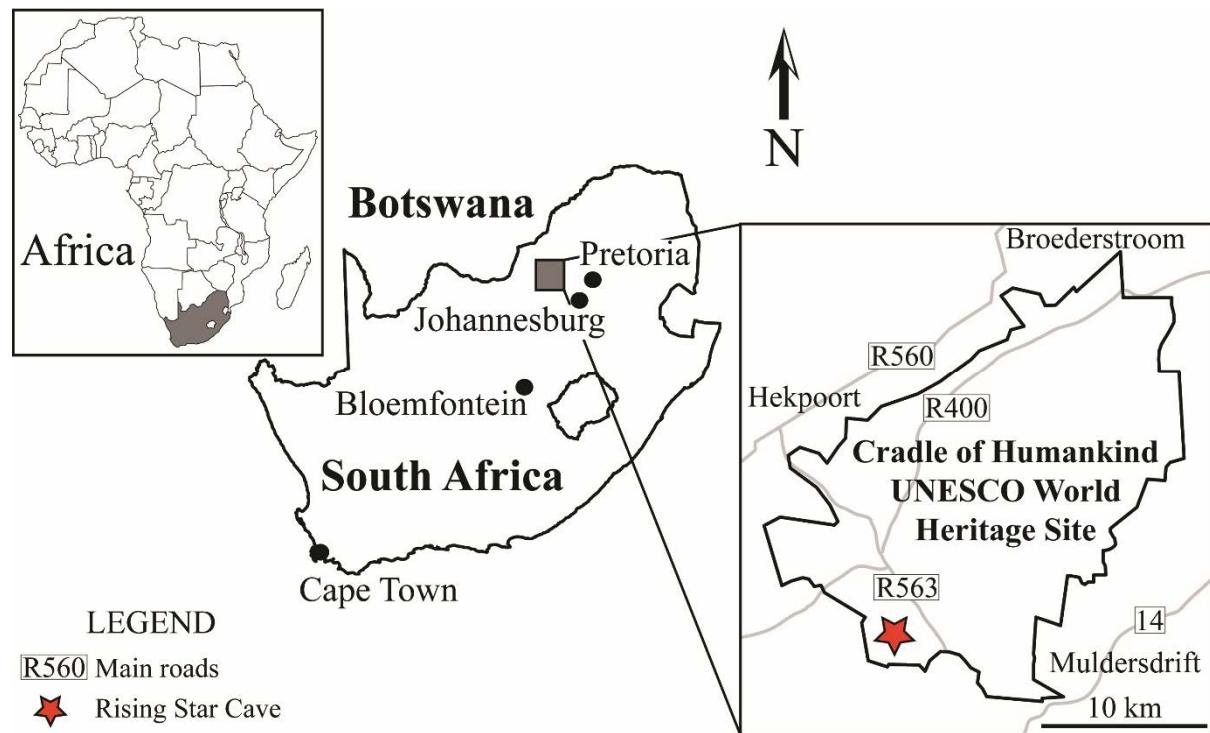 Africa
N
Botswana
Pretoria
Johannesburg
Bloemfontein
South Africa
Cape Town
LEGEND
R560 Main roads
Rising Star Cave
Broederstroom
R560
Hekpoort
R400
Cradle of Humankind
UNESCO World
Heritage Site
R563
14
Muldersdrift
10 km